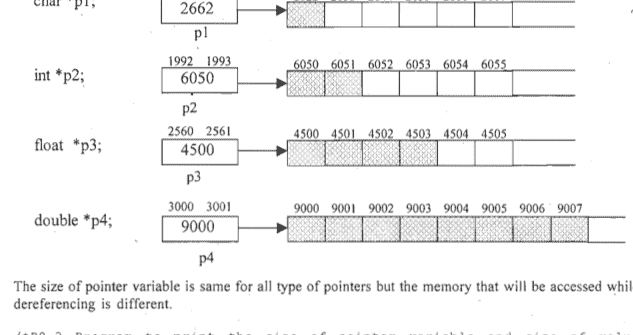 char *p1;
2662
p1
1992 1993
6050 6051 6052 6053 6054 6055
int *p2;
6050
p2
2560 2561
4500 4501 4502 4503 4504 4505
float *p3;
4500
p3
3000 3001
9000 9001 9002 9003 9004 9005 9006 9007
double *p4;
9000
p4
The size of pointer variable is same for all type of pointers but the memory that will be accessed whil
dereferencing is different.